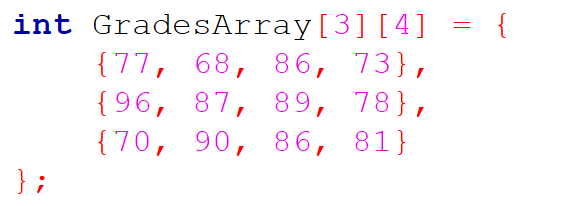 int GradesArray[3][4] = {
    {77, 68, 86, 73},
    {96, 87, 89, 78},
    {70, 90, 86, 81}
};